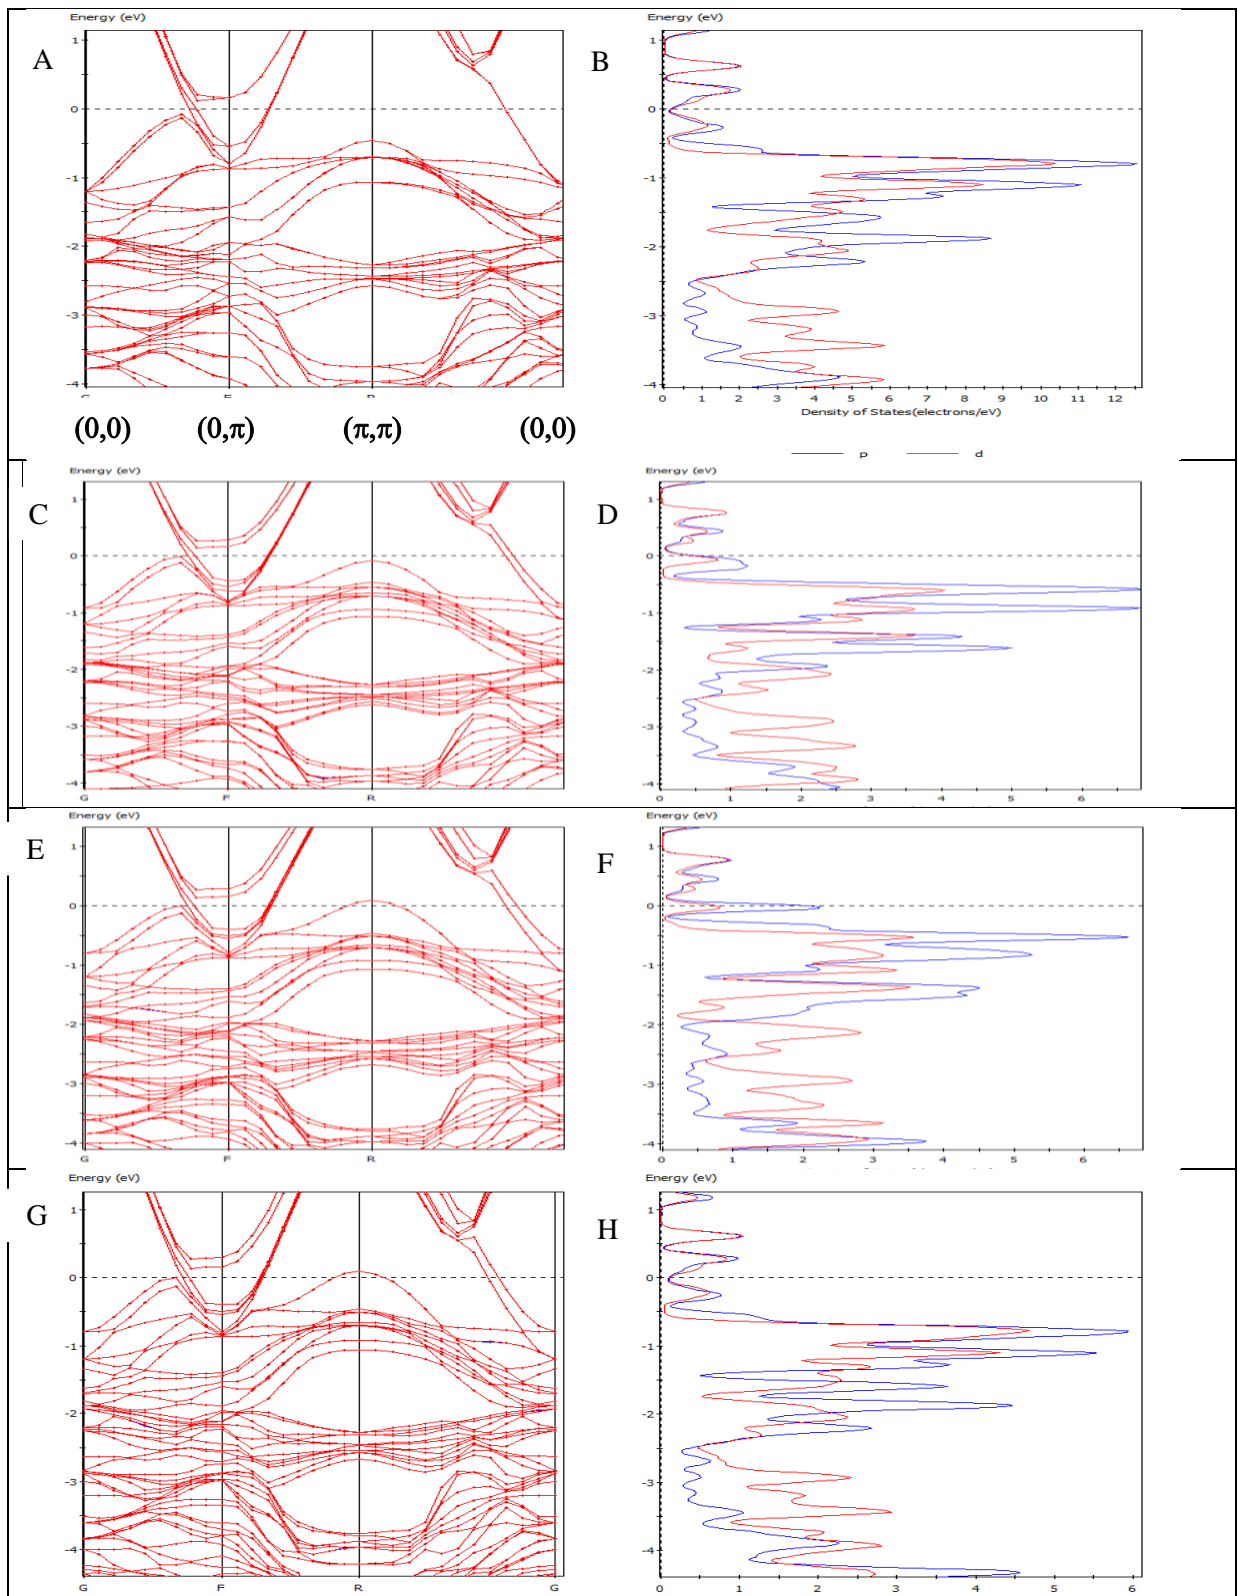 Energy (eV) Energy (eV)
A B
1 1
0 0
-1 -1
-2 -2
-3 -3
-4 -4
0 1 2 3 4 5 6 7 8 9 10 11 12
Density of States(electrons/eV)
(0,0) (0,π) (π,π) (0,0)
p d
Energy (eV) Energy (eV)
C D
1 1
0 0
-1 -1
-2 -2
-3 -3
-4 -4
G F R 0 1 2 3 4 5 6
Energy (eV) Energy (eV)
E F
1 1
0 0
-1 -1
-2 -2
-3 -3
-4 -4
G F R 0 1 2 3 4 5 6
Energy (eV) Energy (eV)
G H
1 1
0 0
-1 -1
-2 -2
-3 -3
-4 -4
G F R G 0 1 2 3 4 5 6